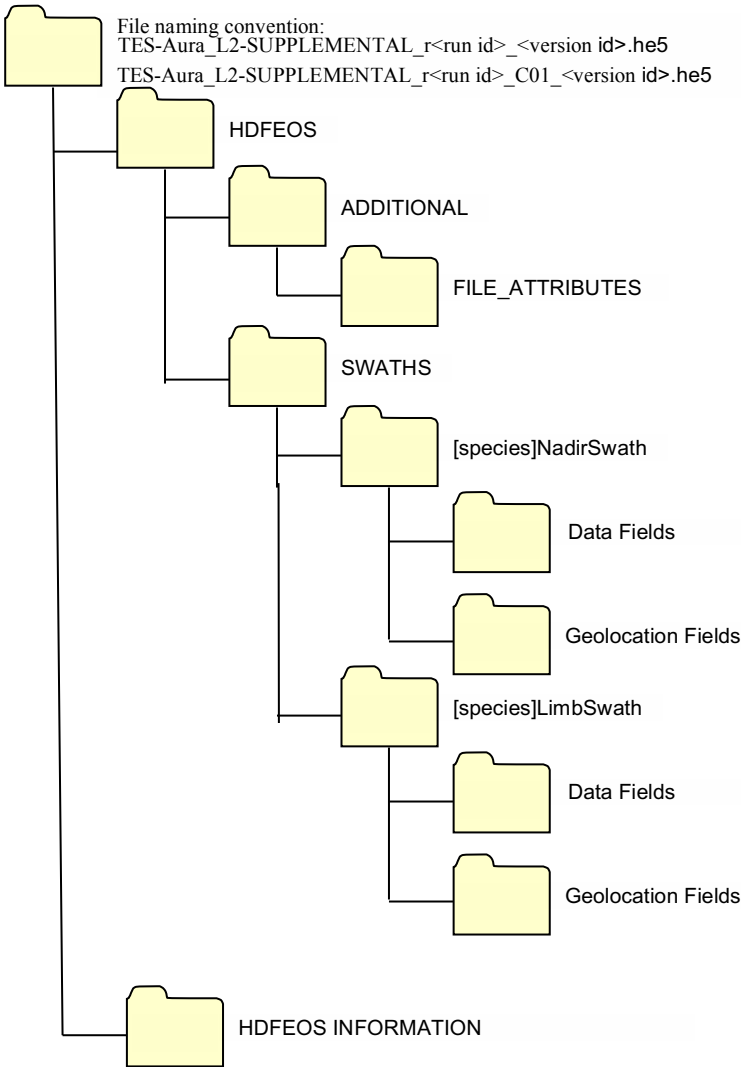 File naming convention:
TES-Aura_L2-SUPPLEMENTAL_r<run id>_<version id>.he5
TES-Aura_L2-SUPPLEMENTAL_r<run id>_C01_<version id>.he5
HDFEOS
ADDITIONAL
FILE_ATTRIBUTES
SWATHS
[species]NadirSwath
Data Fields
Geolocation Fields
[species]LimbSwath
Data Fields
Geolocation Fields
HDFEOS INFORMATION